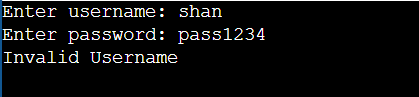 Enter username: shan
Enter password: pass1234
Invalid Username